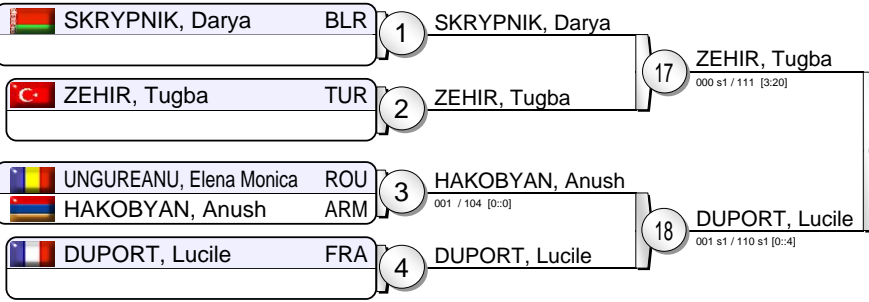 SKRYPNIK, Darya BLR 1 SKRYPNIK, Darya
17 ZEHIR, Tugba
000 s1 / 111 [3:20]
ZEHIR, Tugba TUR 2 ZEHIR, Tugba
UNGUREANU, Elena Monica ROU
3 HAKOBYAN, Anush
001 / 104 [0::0]
HAKOBYAN, Anush ARM
18 DUPORT, Lucile
001 s1 / 110 s1 [0::4]
DUPORT, Lucile FRA 4 DUPORT, Lucile